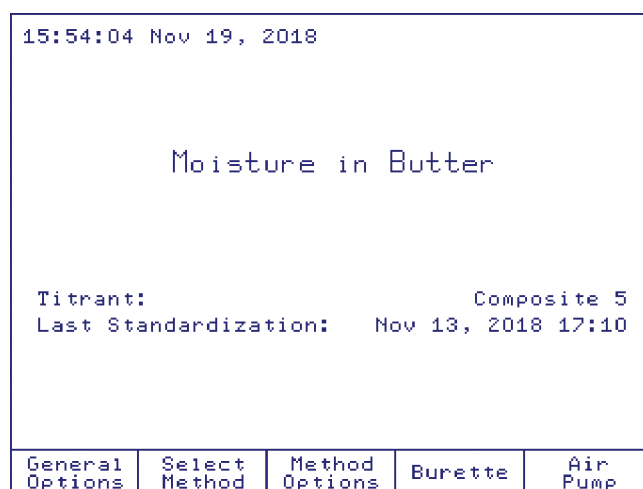 15:54:04 Nov 19, 2018
Moisture in Butter
Titrant: Composite 5
Last Standardization: Nov 13, 2018 17:10
General Options
Select Method
Method Options
Burette
Air Pump